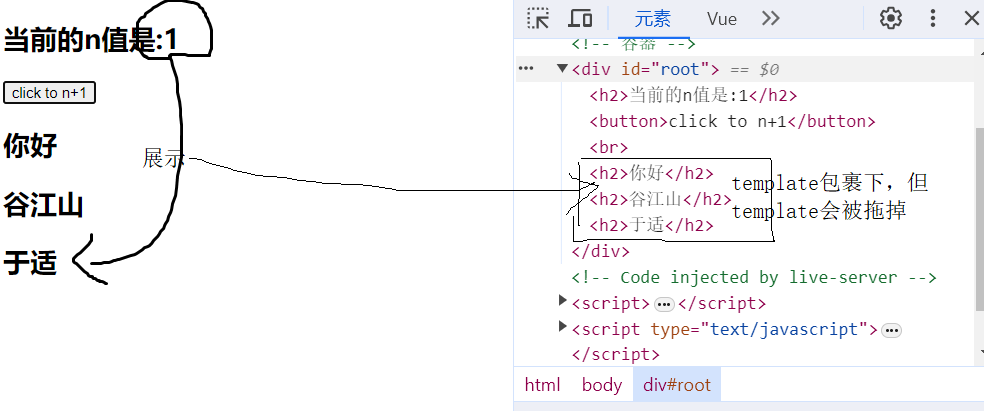 当前的n值是:1
click to n+1
你好
展示
谷江山
于适
元素
Vue
<!-- 容器 -->
<div id="root"> == $0
<h2>当前的n值是:1</h2>
<button>click to n+1</button>
<br>
<h2>你好</h2>
<h2>谷江山</h2>
<h2>于适</h2>
template包裹下，但
template会被拖掉
</div>
<!-- Code injected by live-server -->
<script>…</script>
<script type="text/javascript">…
</script>
html body div#root